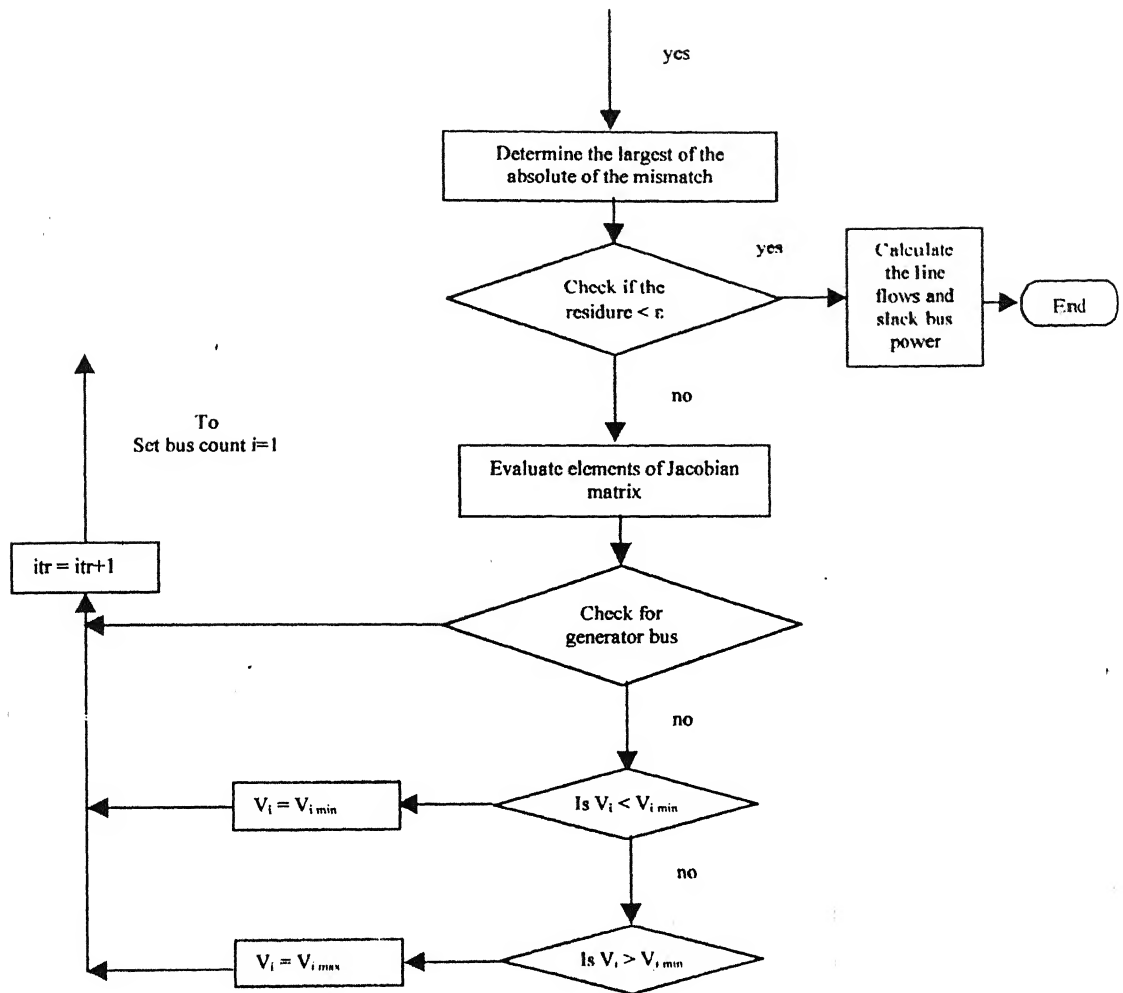 yes
Determine the largest of the
absolute of the mismatch
yes
Check if the
residure < ε
Calculate
the line
flows and
slack bus
power
End
no
To
Set bus count i=1
Evaluate elements of Jacobian
matrix
itr = itr+1
Check for
generator bus
no
V_i = V_i min
Is V_i < V_i min
no
V_i = V_i max
Is V_i > V_i min